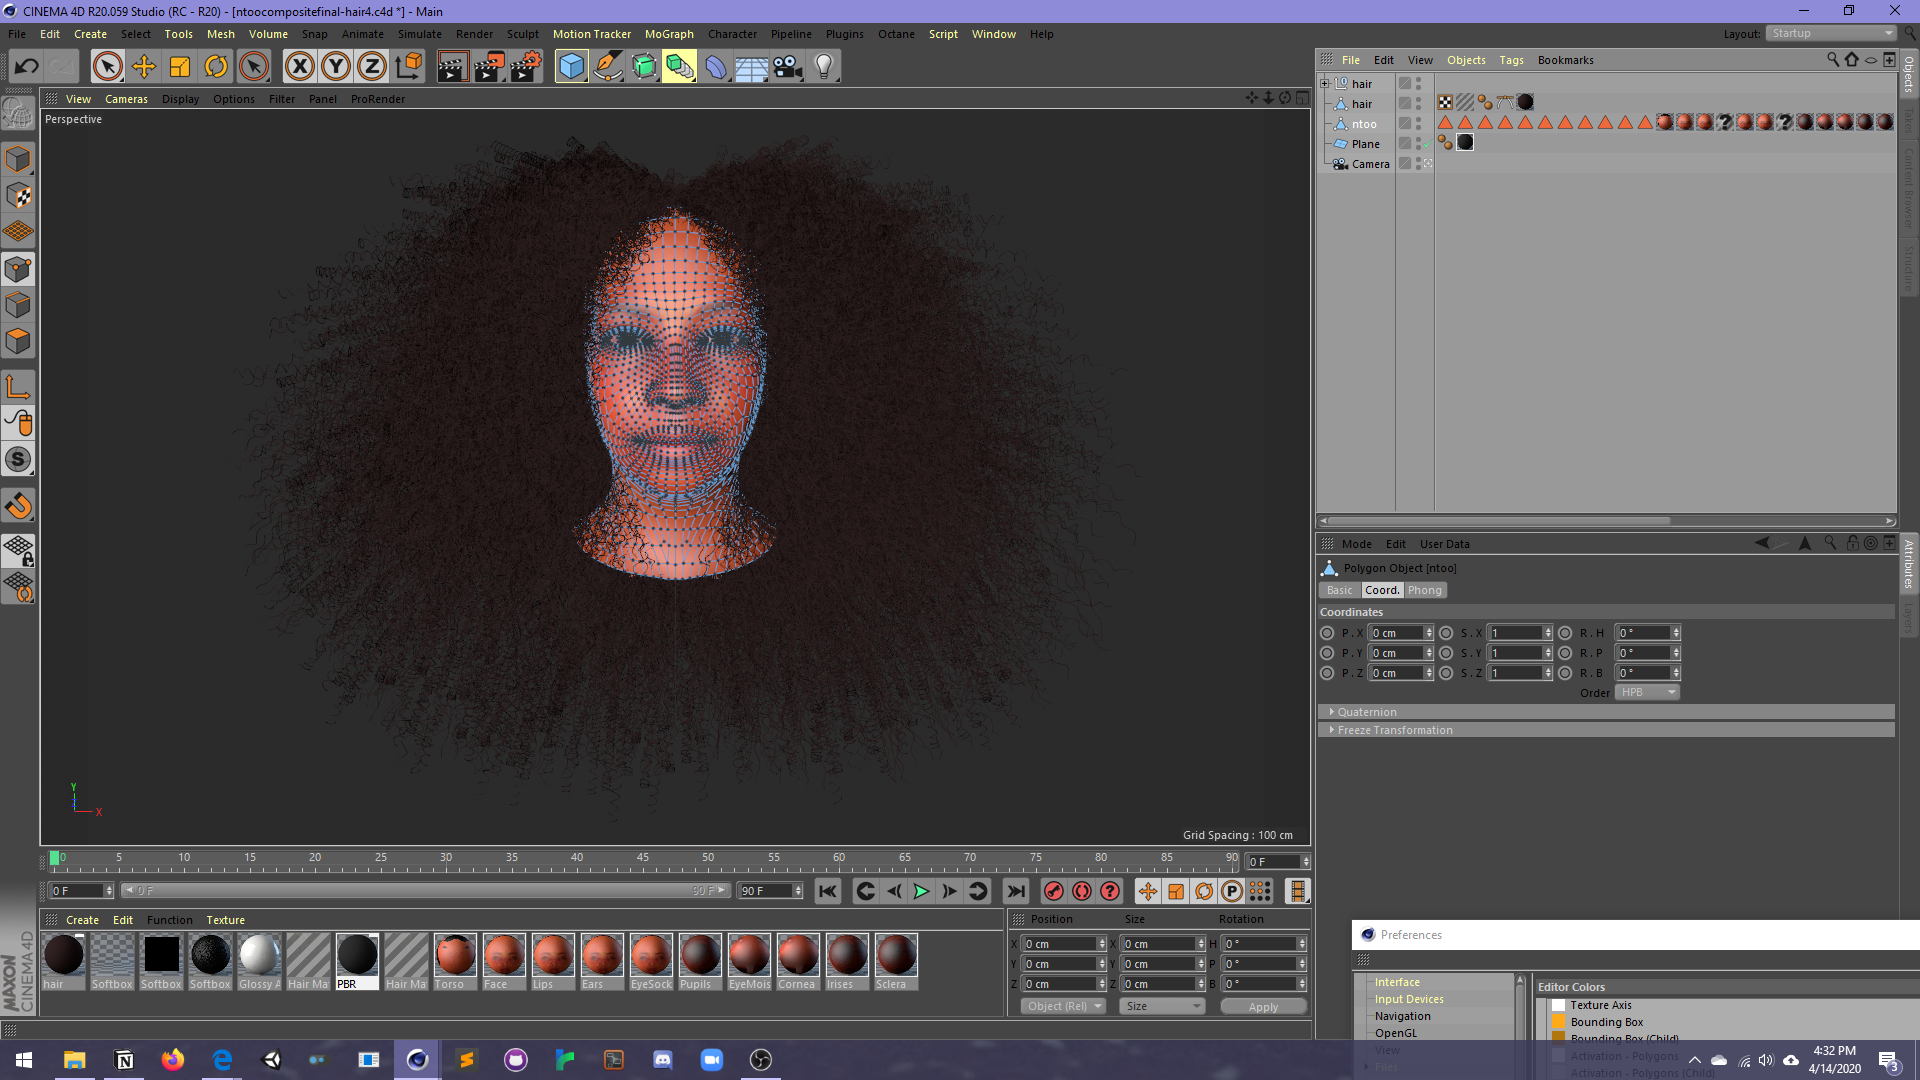 CINEMA 4D R20.059 Studio (RC - R20) - [ntoocompositefinal-hair4.c4d *] - Main
File Edit Create Select Tools Mesh Volume Snap Animate Simulate Render Sculpt Motion Tracker MoGraph Character Pipeline Plugins Octane Script Window Help Layout: Startup
File Edit View Objects Tags Bookmarks
View Cameras Display Options Filter Panel ProRender
Perspective
hair
hair
ntoo
Plane
Camera
Objects
Takes
Content Browser
Structure
Mode Edit User Data
Polygon Object [ntoo]
Basic Coord. Phong
Coordinates
P . X 0 cm S . X 1 R . H 0 °
P . Y 0 cm S . Y 1 R . P 0 °
P . Z 0 cm S . Z 1 R . B 0 °
Order HPB
Quaternion
Freeze Transformation
Attributes
Layers
Y
X
Grid Spacing : 100 cm
0 5 10 15 20 25 30 35 40 45 50 55 60 65 70 75 80 85 90 0 F
0 F 0 F 90 F 90 F
Create Edit Function Texture
hair Softbox Softbox Softbox Glossy A Hair Ma PBR Hair Ma Torso Face Lips Ears EyeSock Pupils EyeMois Cornea Irises Sclera
Position Size Rotation
X 0 cm X 0 cm H 0 °
Y 0 cm Y 0 cm P 0 °
Z 0 cm Z 0 cm B 0 °
Object (Rel) Size Apply
MAXON CINEMA 4D
Preferences
Interface
Input Devices
Navigation
OpenGL
View
Files
Editor Colors
Texture Axis
Bounding Box
Bounding Box (Child)
Activation - Polygons
Activation - Polygons (Child)
4:32 PM
4/14/2020
3